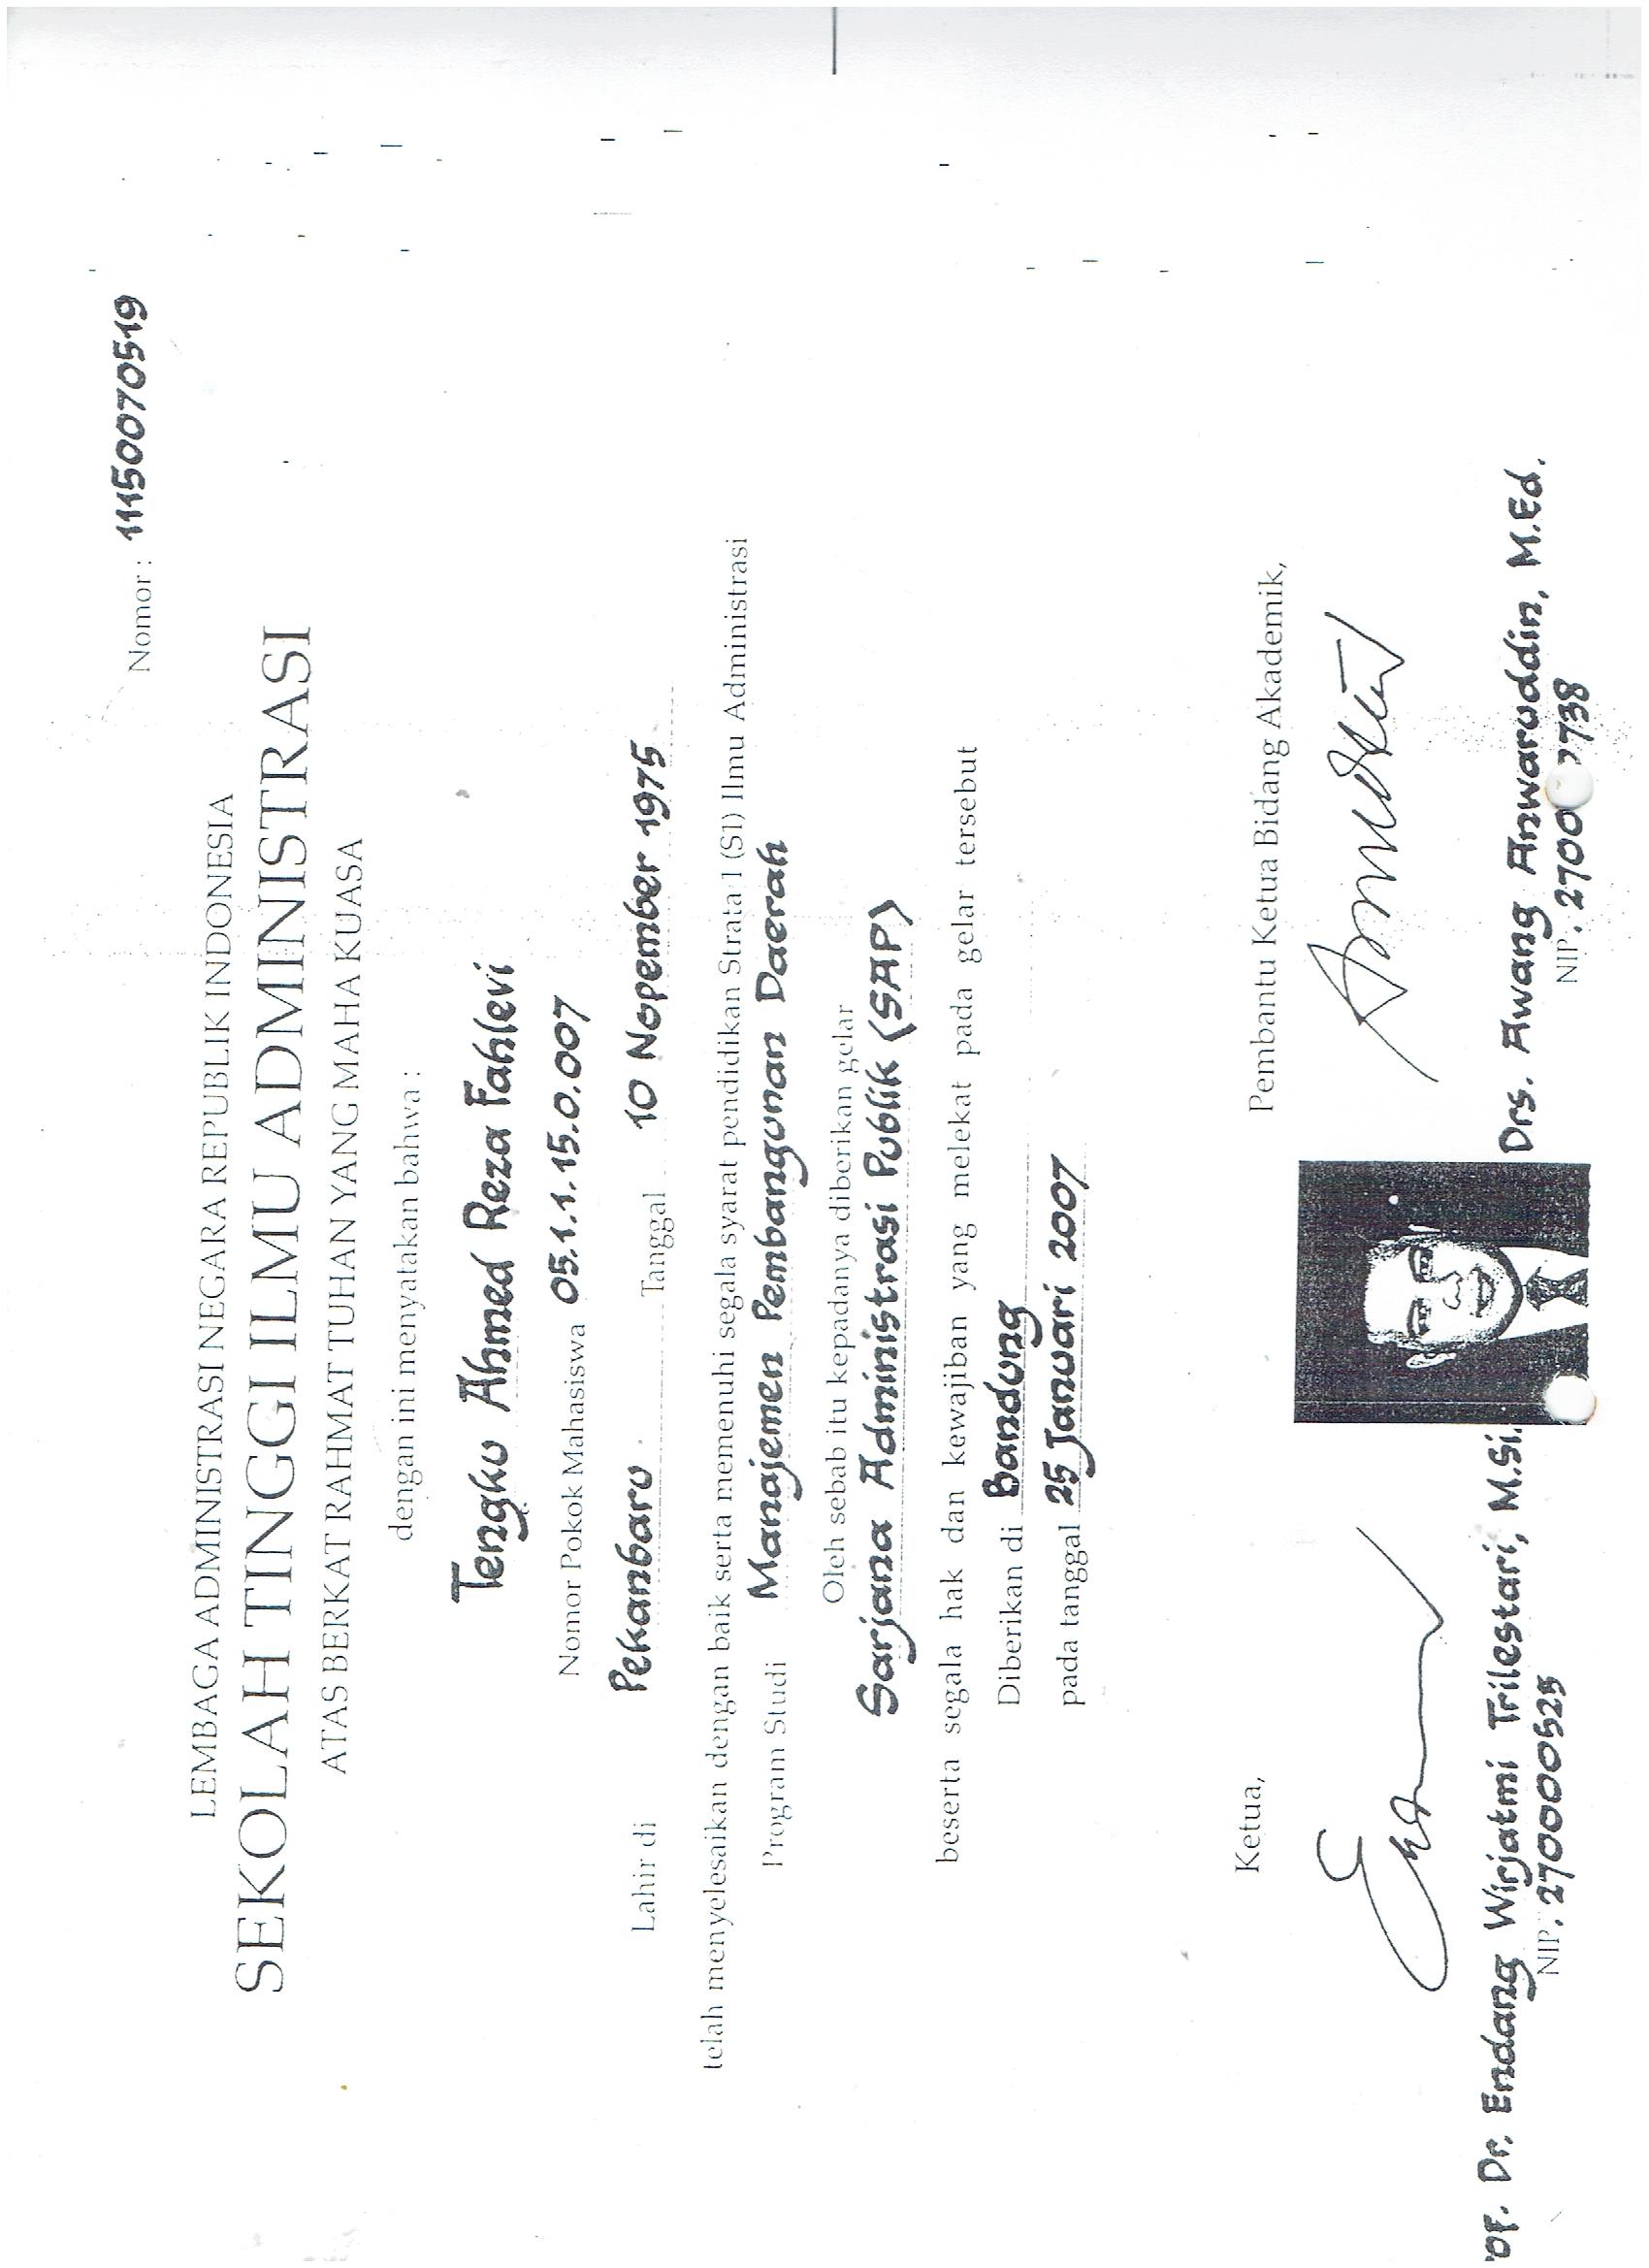 Nomor : 11150070519
LEMBAGA ADMINISTRASI NEGARA REPUBLIK INDONESIA
SEKOLAH TINGGI ILMU ADMINISTRASI
ATAS BERKAT RAHMAT TUHAN YANG MAHA KUASA
dengan ini menyatakan bahwa :
Tengku Ahmed Reza Fahlevi
Nomor Pokok Mahasiswa 05.1.1.15.0.007
Lahir di Pekanbaru Tanggal 10 Nopember 1975
telah menyelesaikan dengan baik serta memenuhi segala syarat pendidikan Strata 1 (S1) Ilmu Administrasi
Program Studi Manajemen Pembangunan Daerah
Oleh sebab itu kepadanya diberikan gelar
Sarjana Administrasi Publik (SAP)
beserta segala hak dan kewajiban yang melekat pada gelar tersebut
Diberikan di Bandung
pada tanggal 25 Januari 2007
Ketua,
of. Dr. Endang Wirjatmi Trilestari, M.Si.
NIP. 270000525
Pembantu Ketua Bidang Akademik,
Drs. Awang Anwaruddin, M.Ed.
NIP. 2700 7738